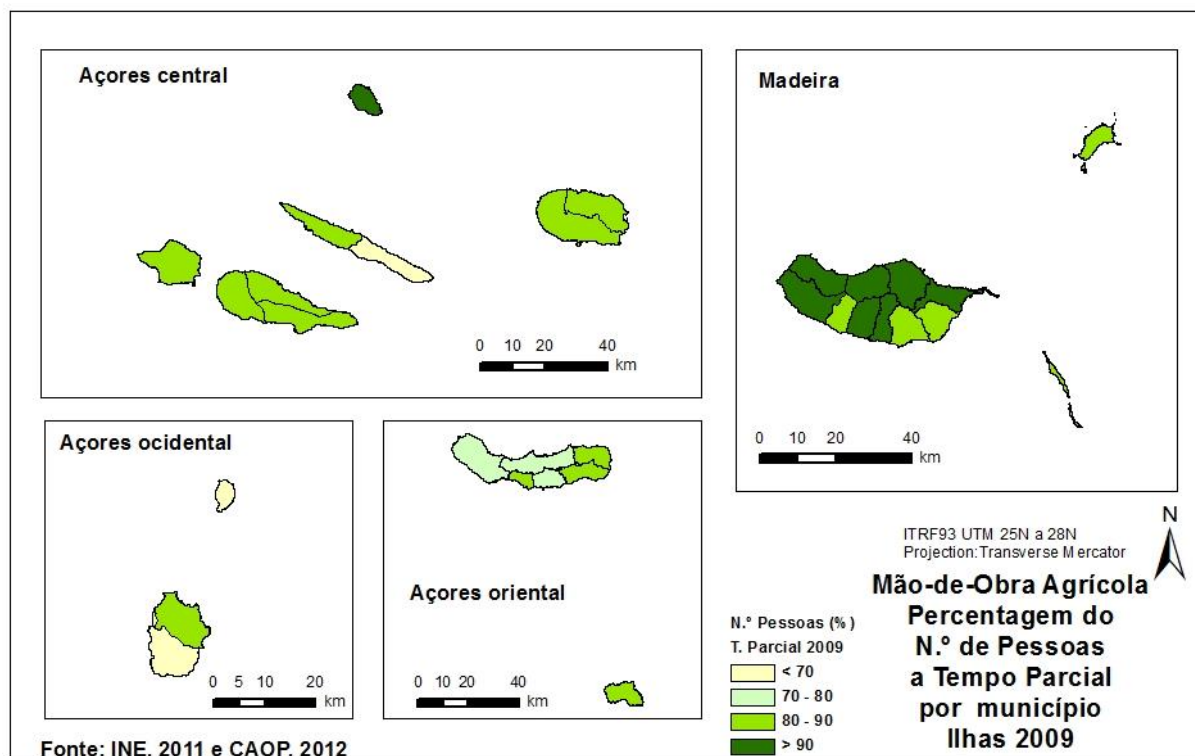 Açores central
0 10 20 40
km
Madeira
0 10 20 40
km
Açores ocidental
0 5 10 20
km
Açores oriental
0 10 20 40
km
N.º Pessoas (%)
T. Parcial 2009
< 70
70 - 80
80 - 90
> 90
ITRF93 UTM 25N a 28N
Projection: Transverse Mercator
N
Mão-de-Obra Agrícola
Percentagem do
N.º de Pessoas
a Tempo Parcial
por município
Ilhas 2009
Fonte: INE, 2011 e CAOP, 2012